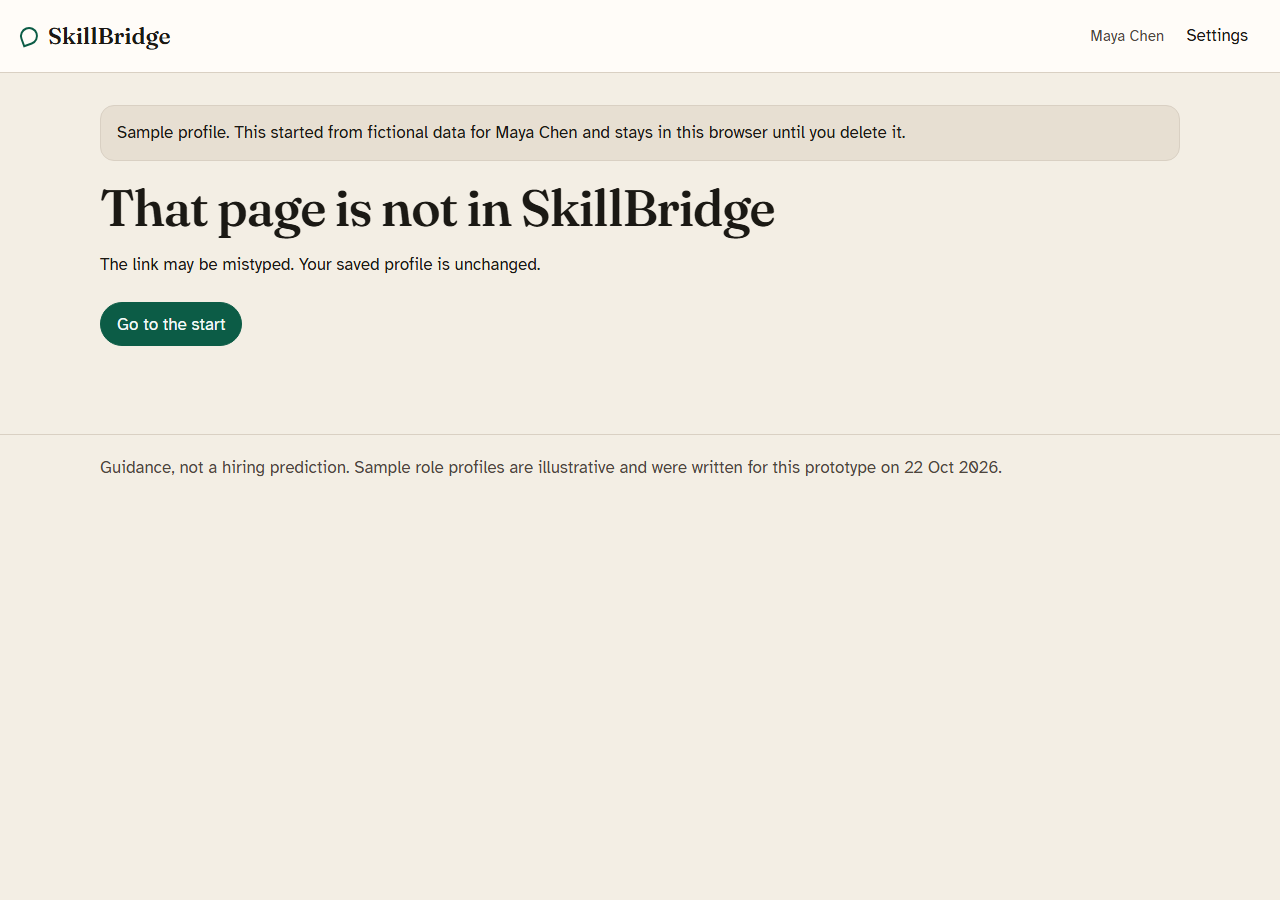 SkillBridge
Maya Chen
Settings
Sample profile. This started from fictional data for Maya Chen and stays in this browser until you delete it.
That page is not in SkillBridge
The link may be mistyped. Your saved profile is unchanged.
Go to the start
Guidance, not a hiring prediction. Sample role profiles are illustrative and were written for this prototype on 22 Oct 2026.